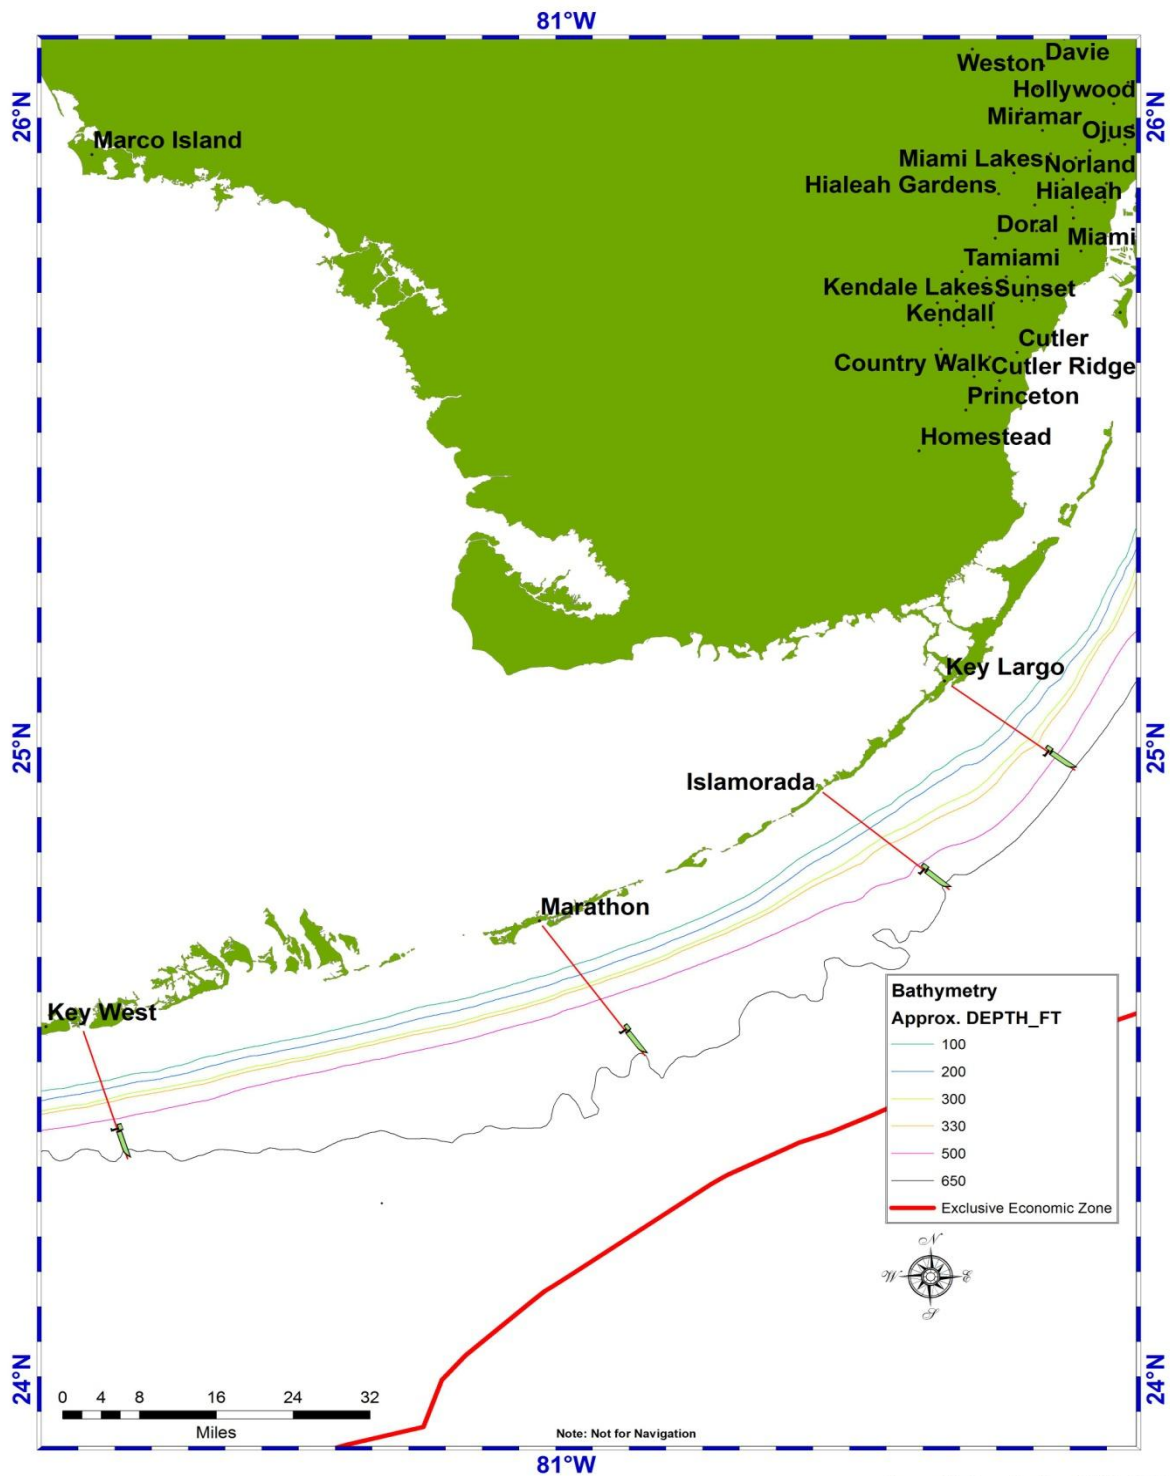 81°W
Davie
Weston
Hollywood
26°N
26°N
Miramar
Ojus
Marco Island
Miami Lakes
Norland
Hialeah Gardens
Hialeah
Doral
Miami
Tamiami
Kendale Lakes
Sunset
Kendall
Cutler
Country Walk
Cutler Ridge
Princeton
Homestead
Key Largo
25°N
25°N
Islamorada
Marathon
Key West
Bathymetry
Approx. DEPTH_FT
100
200
300
330
500
650
Exclusive Economic Zone
N
W E
S
24°N
24°N
0 4 8 16 24 32
Miles
Note: Not for Navigation
81°W